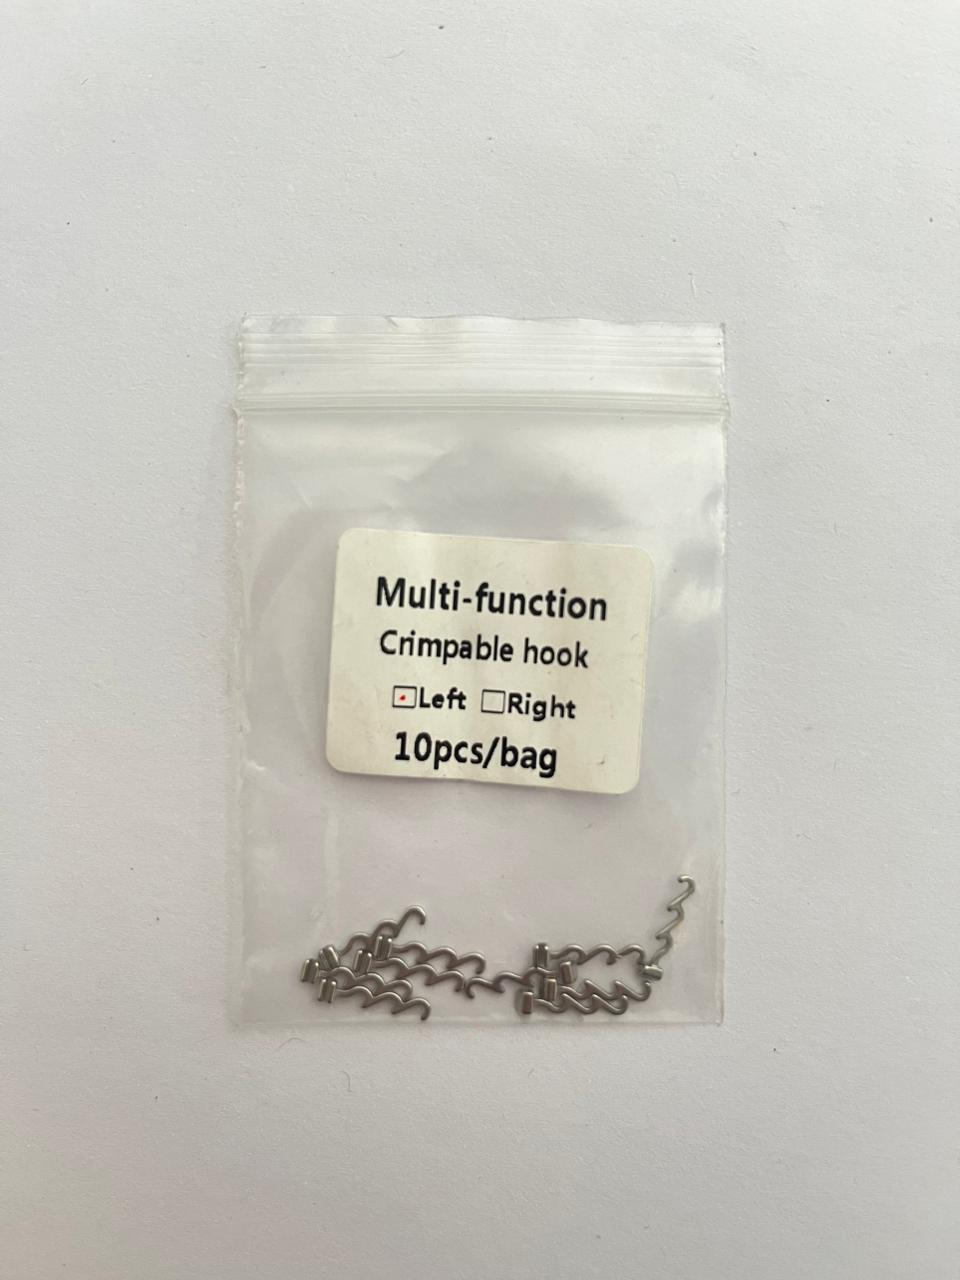 Multi-function
Crimpable hook
Left Right
10pcs/bag